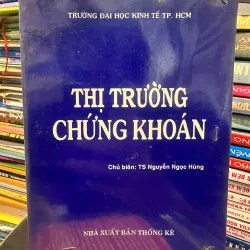 TRƯỜNG ĐẠI HỌC KINH TẾ TP. HCM
THỊ TRƯỜNG
CHỨNG KHOÁN
Chủ biên: TS Nguyễn Ngọc Hùng
NHÀ XUẤT BẢN THỐNG KÊ